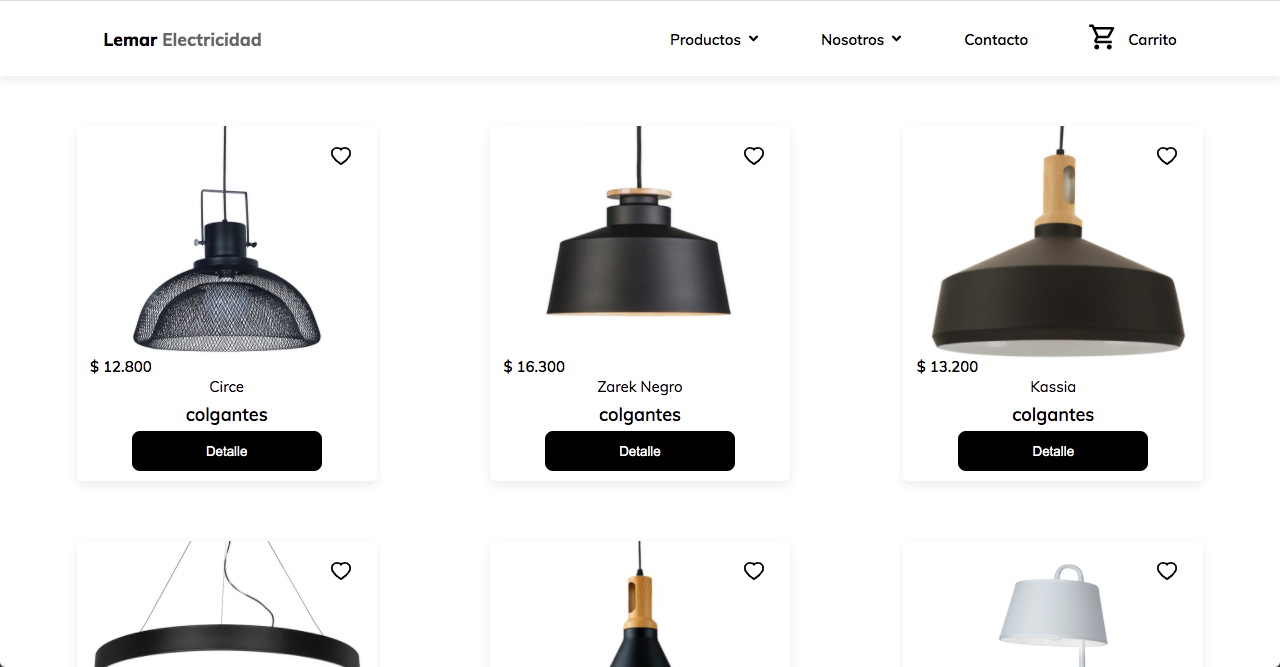 Lemar Electricidad
Productos
Nosotros
Contacto
Carrito
$ 12.800
Circe
colgantes
Detalle
$ 16.300
Zarek Negro
colgantes
Detalle
$ 13.200
Kassia
colgantes
Detalle